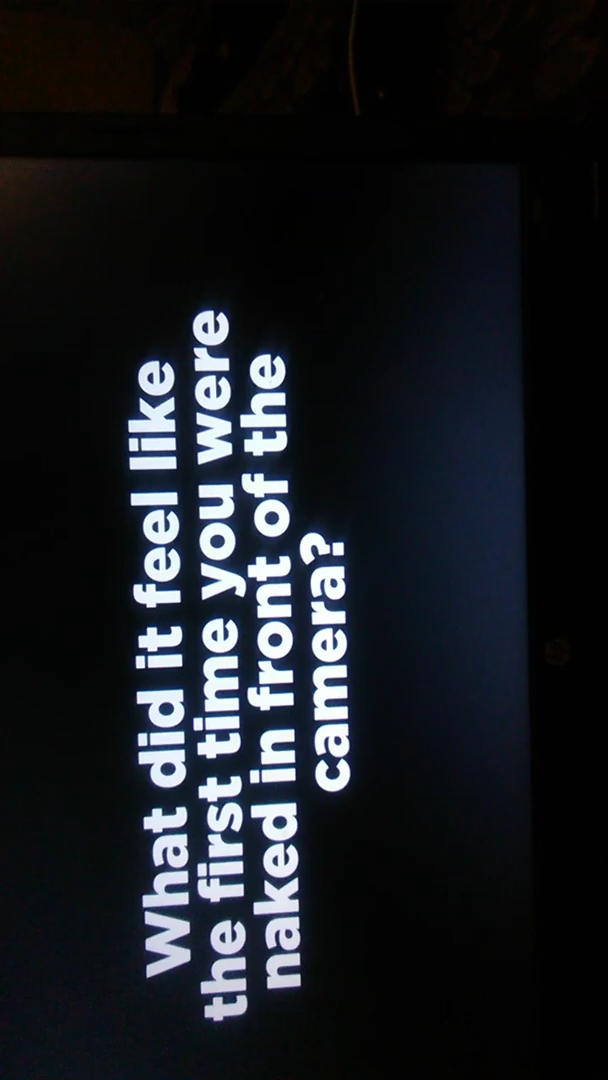 What did it feel like
the first time you were
naked in front of the
camera?